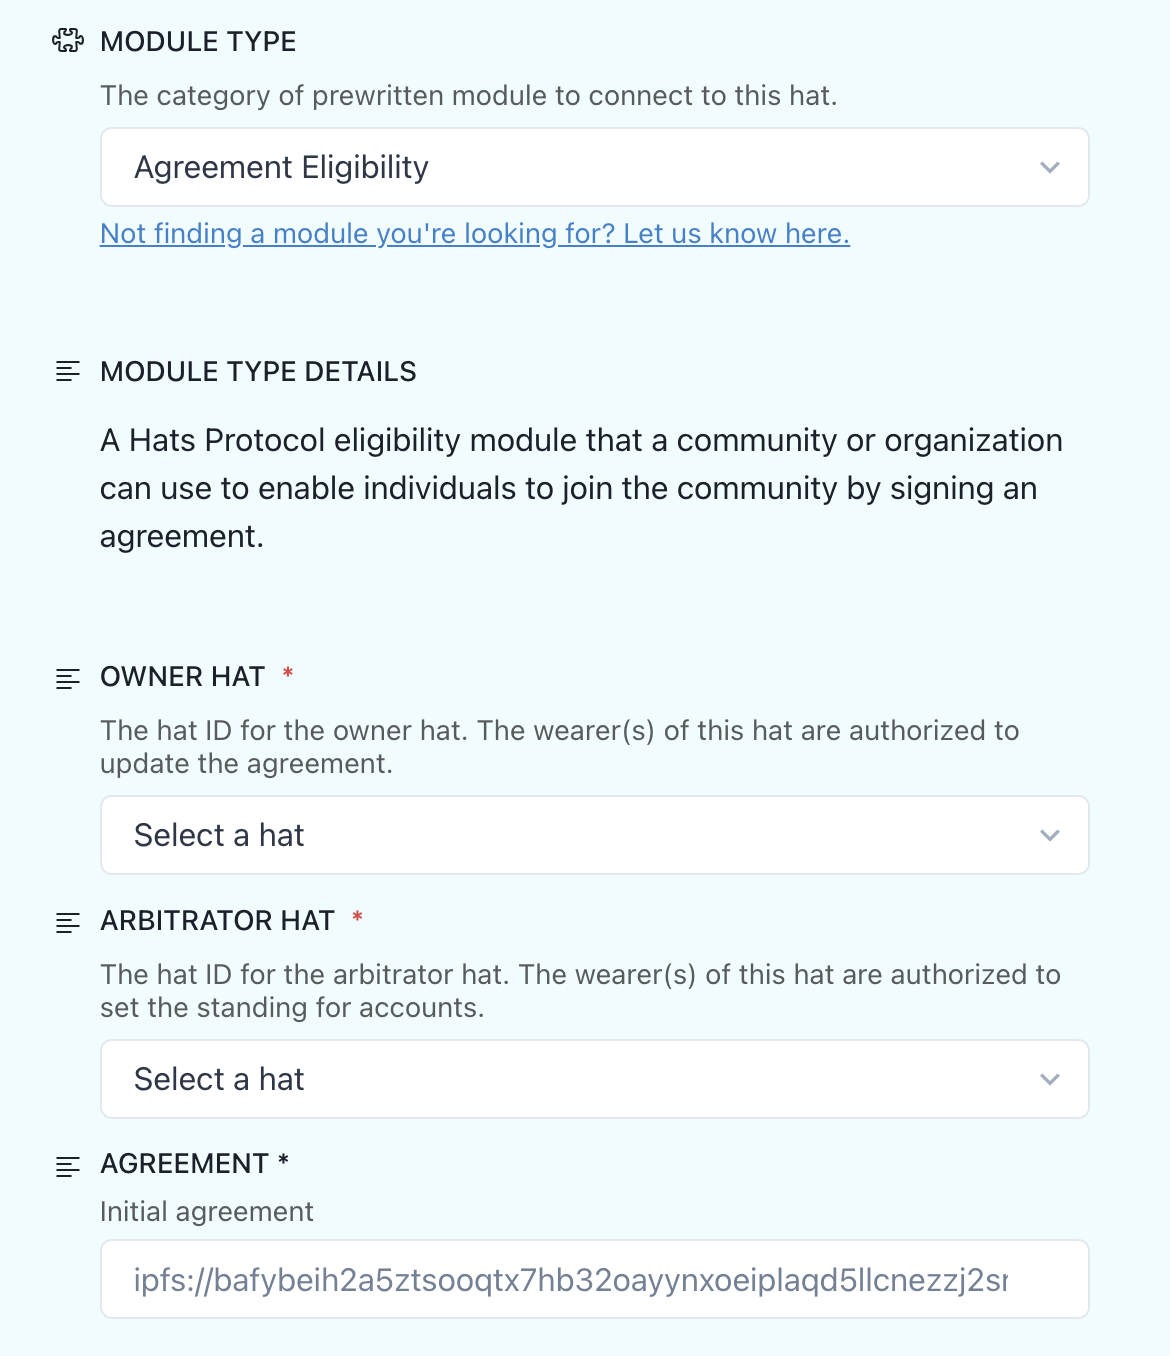 MODULE TYPE
The category of prewritten module to connect to this hat.
Agreement Eligibility
Not finding a module you're looking for? Let us know here.
MODULE TYPE DETAILS
A Hats Protocol eligibility module that a community or organization
can use to enable individuals to join the community by signing an
agreement.
OWNER HAT *
The hat ID for the owner hat. The wearer(s) of this hat are authorized to
update the agreement.
Select a hat
ARBITRATOR HAT *
The hat ID for the arbitrator hat. The wearer(s) of this hat are authorized to
set the standing for accounts.
Select a hat
AGREEMENT *
Initial agreement
ipfs://bafybeih2a5ztsooqtx7hb32oayynxoeiplaqd5llcnezzj2sr